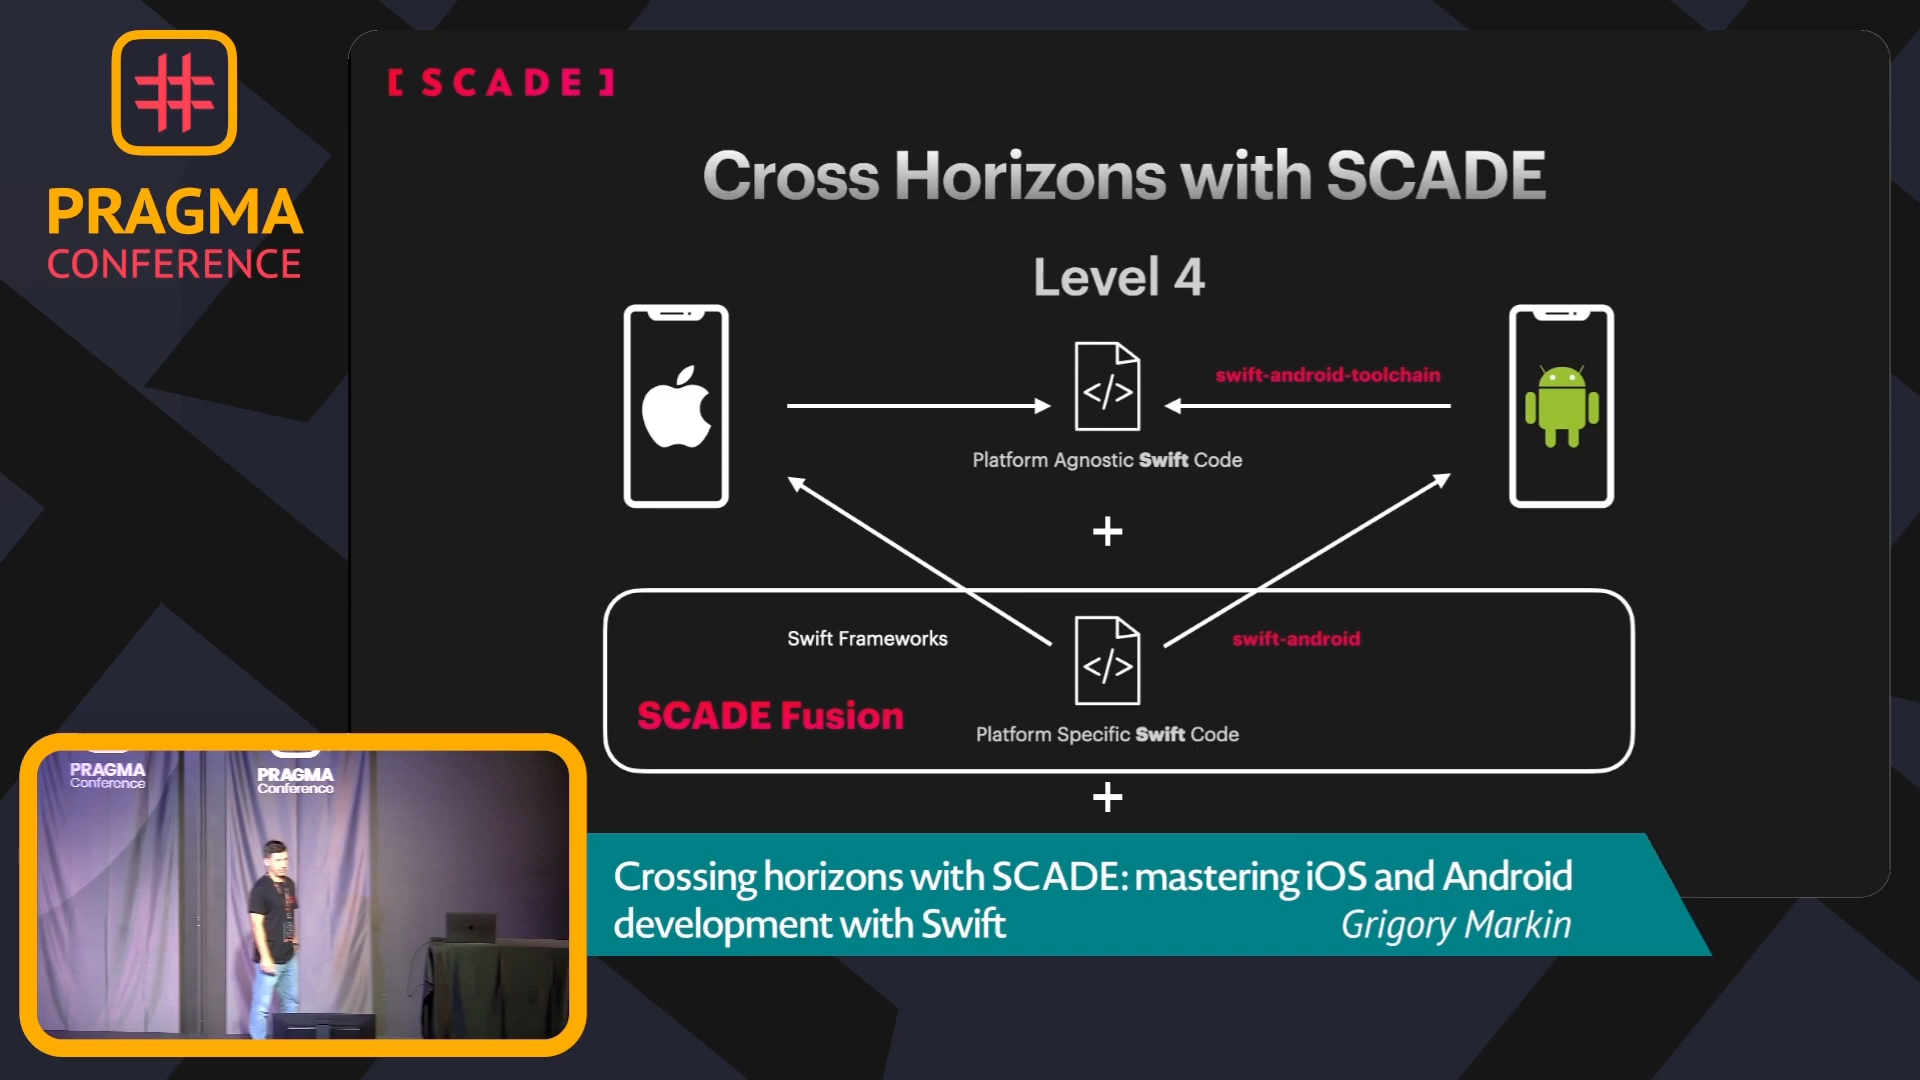 PRAGMA
CONFERENCE
[ SCADE ]
Cross Horizons with SCADE
Level 4
swift-android-toolchain
</>
Platform Agnostic Swift Code
+
Swift Frameworks
</>
swift-android
SCADE Fusion
Platform Specific Swift Code
+
PRAGMA
Conference
PRAGMA
Conference
Crossing horizons with SCADE: mastering iOS and Android
development with Swift
Grigory Markin